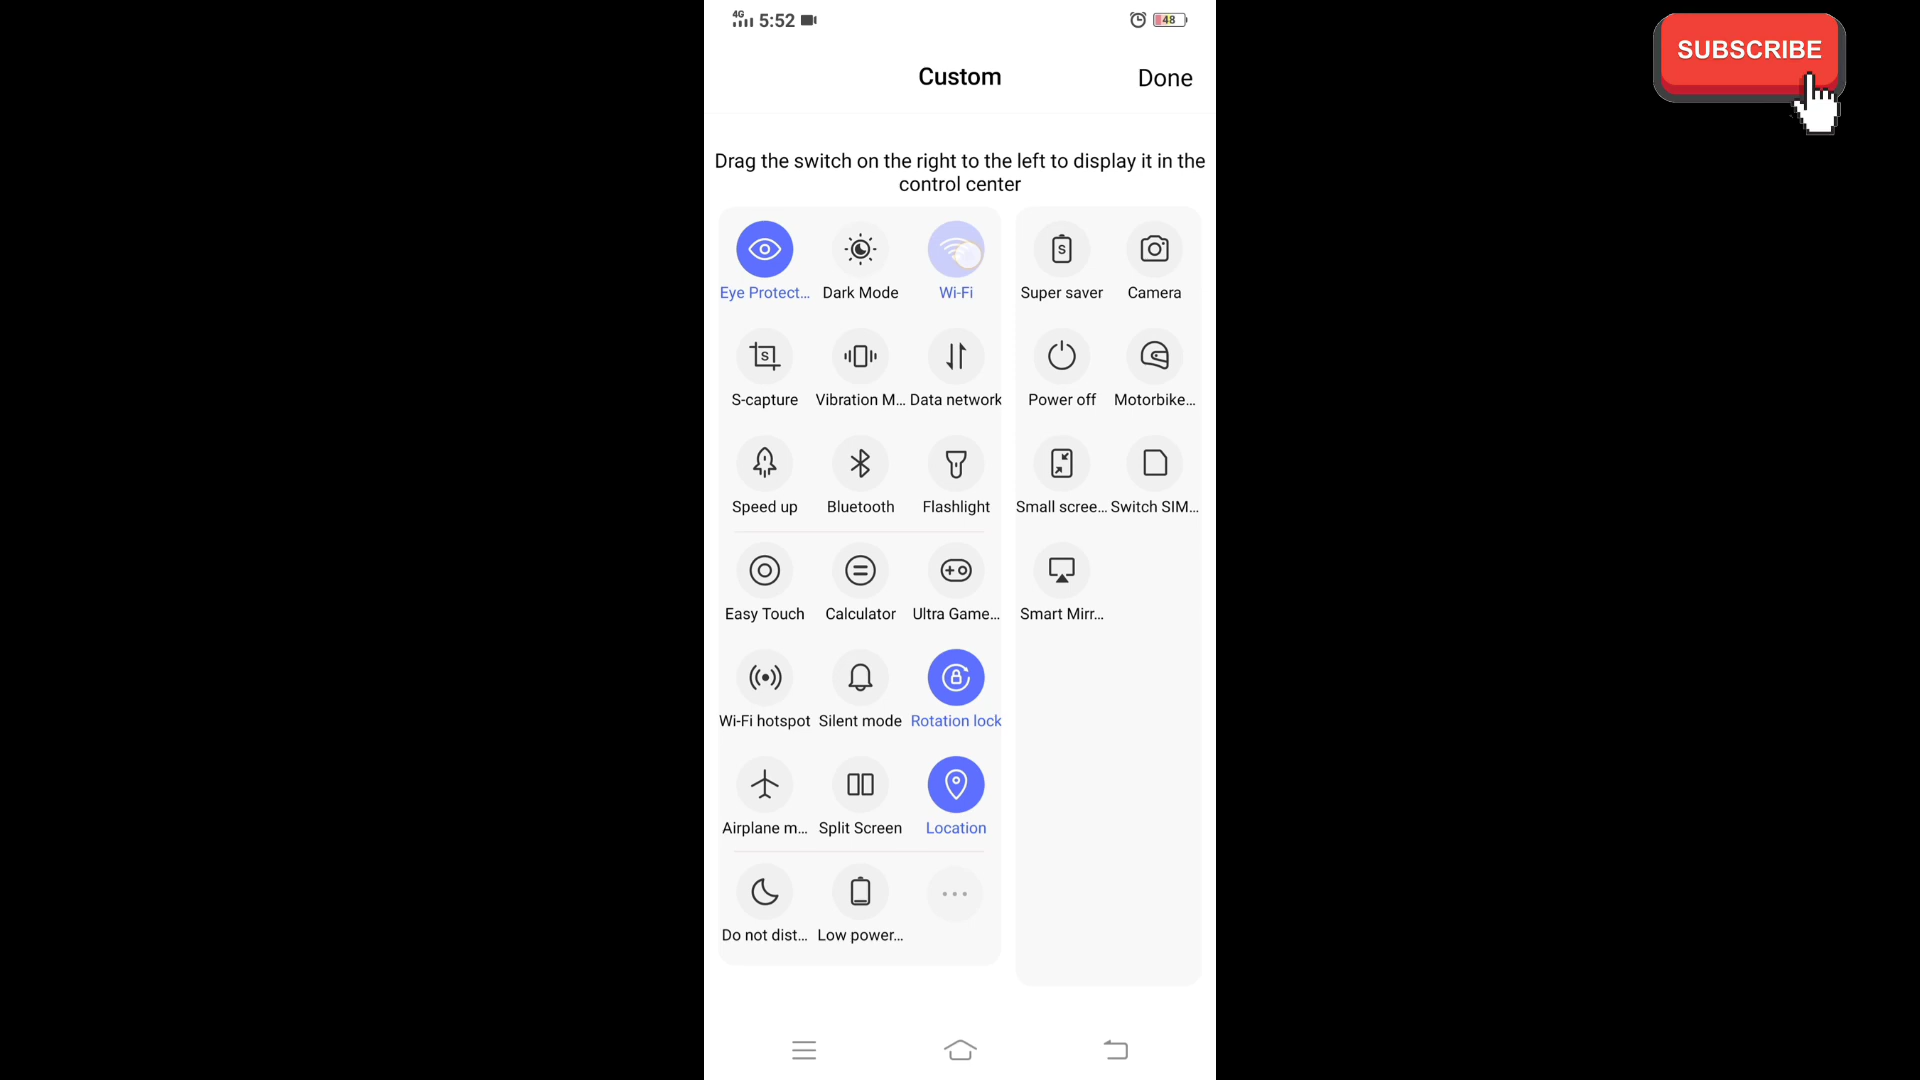 4G 5:52 48
SUBSCRIBE
Custom Done
Drag the switch on the right to the left to display it in the
control center
Eye Protect... Dark Mode Wi-Fi Super saver Camera
S-capture Vibration M... Data network Power off Motorbike...
Speed up Bluetooth Flashlight Small scree... Switch SIM...
Easy Touch Calculator Ultra Game... Smart Mirr...
Wi-Fi hotspot Silent mode Rotation lock
Airplane m... Split Screen Location
Do not dist... Low power...